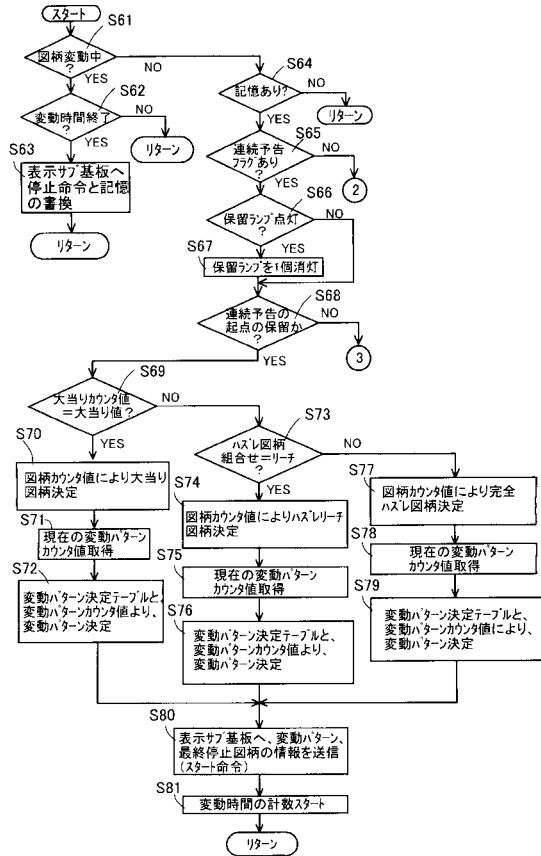 スタート
S61
図柄変動中
?
NO
YES
S62
変動時間終了
?
NO
YES
リターン
S63
表示サブ基板へ
停止命令と記憶
の書換
リターン
S64
記憶あり?
NO
YES
リターン
S65
連続予告
フラグあり
?
NO
YES
2
S66
保留ランプ点灯
?
NO
YES
S67
保留ランプを1個消灯
S68
連続予告の
起点の保留か
?
NO
YES
3
S69
大当りカウンタ値
=大当り値?
NO
YES
S70
図柄カウンタ値により大当り
図柄決定
S71
現在の変動パターン
カウンタ値取得
S72
変動パターン決定テーブルと、
変動パターンカウンタ値より、
変動パターン決定
S73
ハズレ図柄
組合せ=リーチ
?
NO
YES
S74
図柄カウンタ値によりハズレリーチ
図柄決定
S75
現在の変動パターン
カウンタ値取得
S76
変動パターン決定テーブルと、
変動パターンカウンタ値より、
変動パターン決定
S77
図柄カウンタ値により完全
ハズレ図柄決定
S78
現在の変動パターン
カウンタ値取得
S79
変動パターン決定テーブルと、
変動パターンカウンタ値により、
変動パターン決定
S80
表示サブ基板へ、変動パターン、
最終停止図柄の情報を送信
(スタート命令)
S81
変動時間の計数スタート
リターン